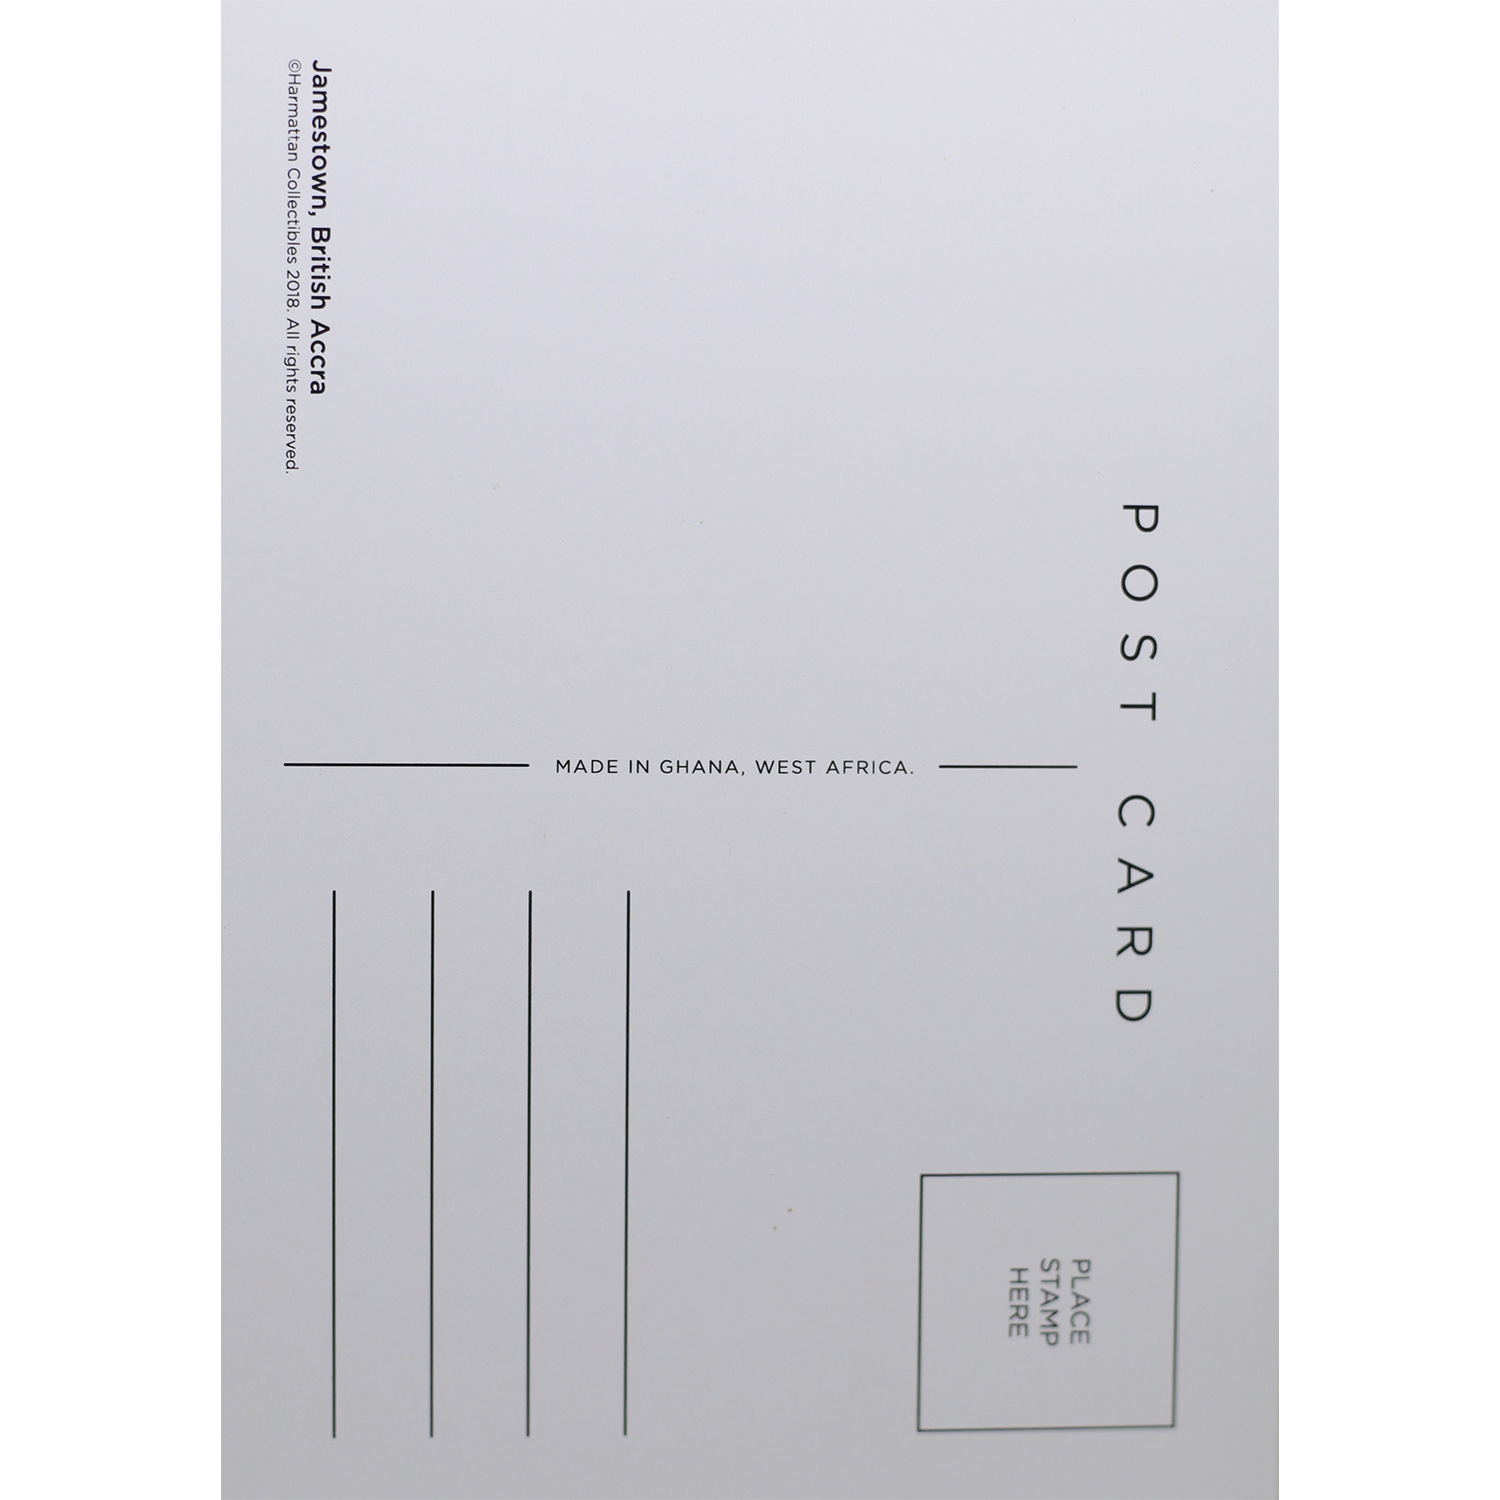 POST CARD
PLACE
STAMP
HERE
MADE IN GHANA, WEST AFRICA.
Jamestown, British Accra
©Harmattan Collectibles 2018. All rights reserved.